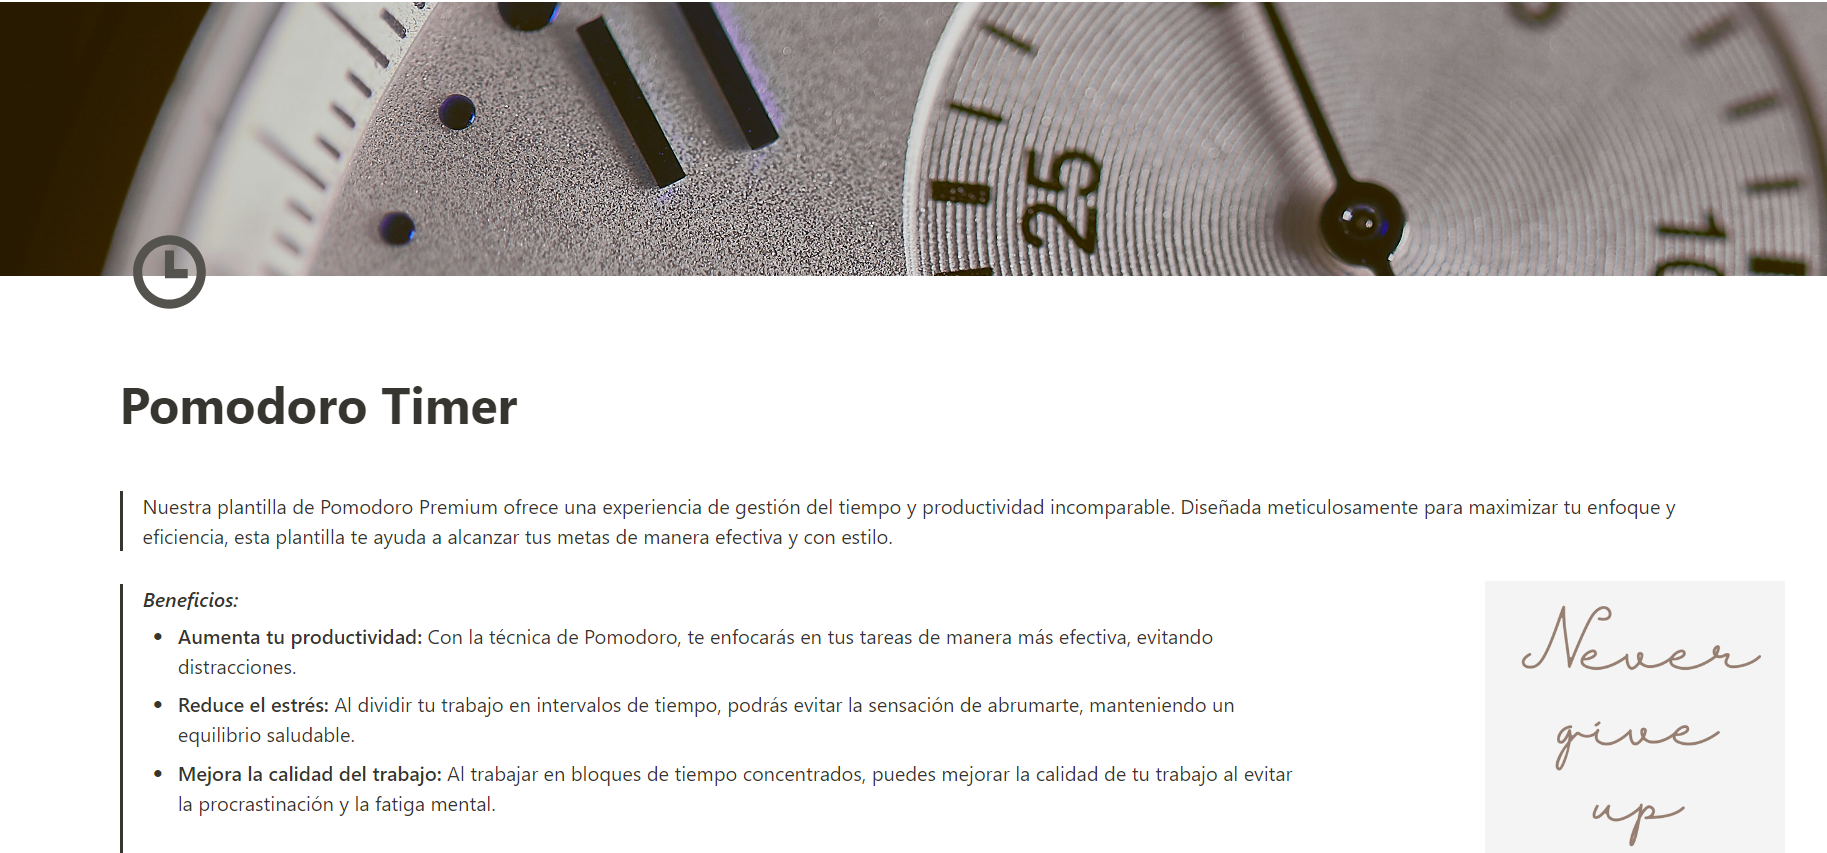 25
10
Pomodoro Timer
Nuestra plantilla de Pomodoro Premium ofrece una experiencia de gestión del tiempo y productividad incomparable. Diseñada meticulosamente para maximizar tu enfoque y
eficiencia, esta plantilla te ayuda a alcanzar tus metas de manera efectiva y con estilo.
Beneficios:
• Aumenta tu productividad: Con la técnica de Pomodoro, te enfocarás en tus tareas de manera más efectiva, evitando
distracciones.
• Reduce el estrés: Al dividir tu trabajo en intervalos de tiempo, podrás evitar la sensación de abrumarte, manteniendo un
equilibrio saludable.
• Mejora la calidad del trabajo: Al trabajar en bloques de tiempo concentrados, puedes mejorar la calidad de tu trabajo al evitar
la procrastinación y la fatiga mental.
Never
give
up